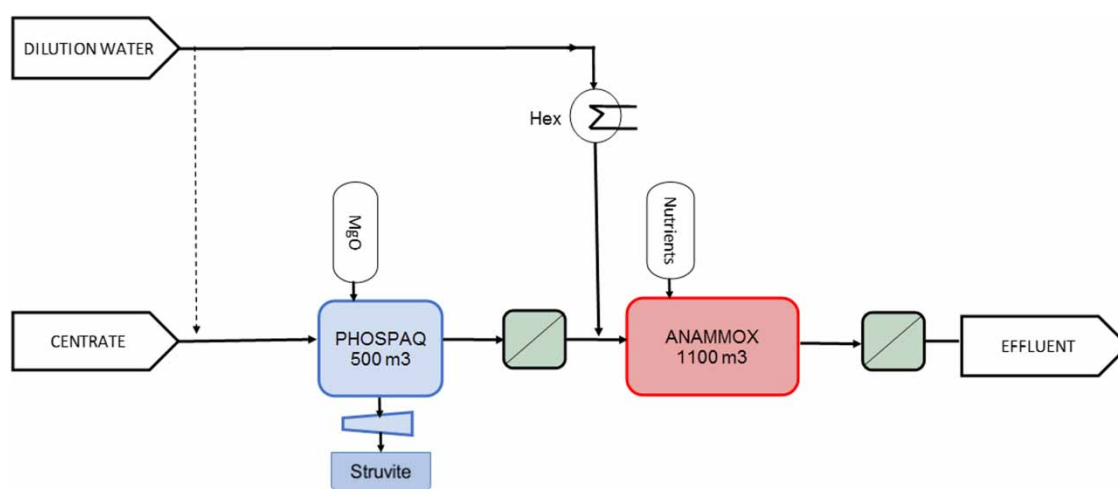 DILUTION WATER
Hex
MgO
Nutrients
CENTRATE
PHOSPAQ
500 m3
ANAMMOX
1100 m3
EFFLUENT
Struvite